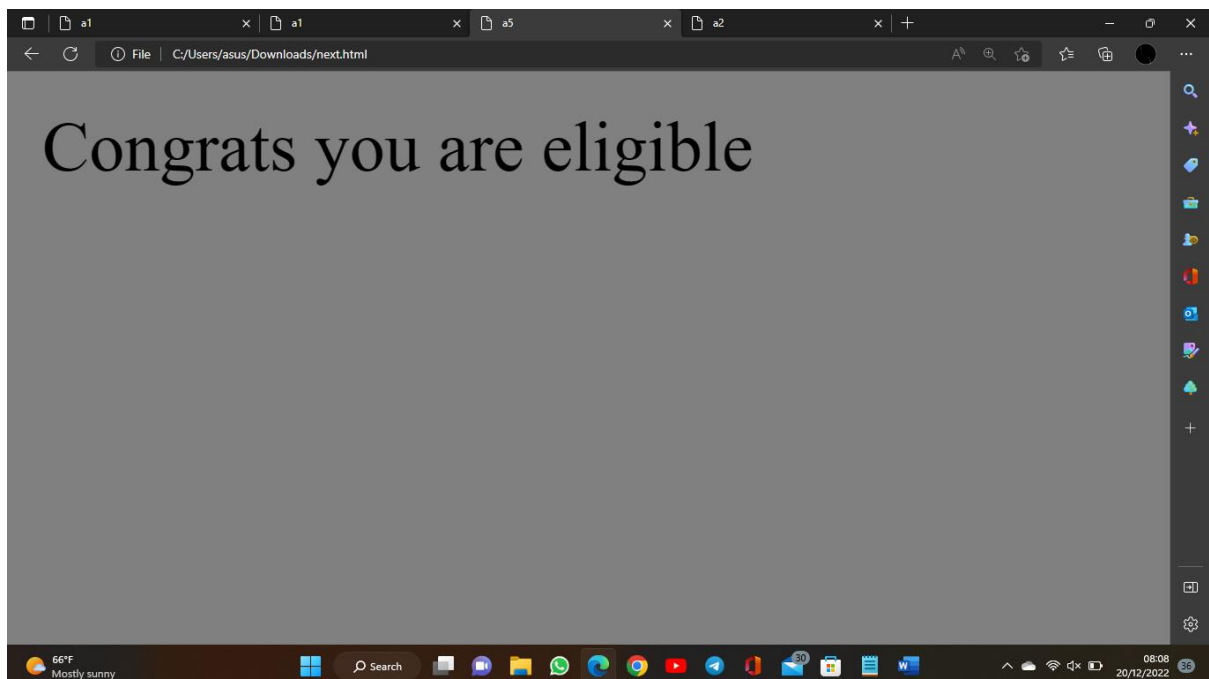 a1
a1
a5
a2
File
C:/Users/asus/Downloads/next.html
Congrats you are eligible
66°F
Mostly sunny
Search
30
08:08
20/12/2022
36